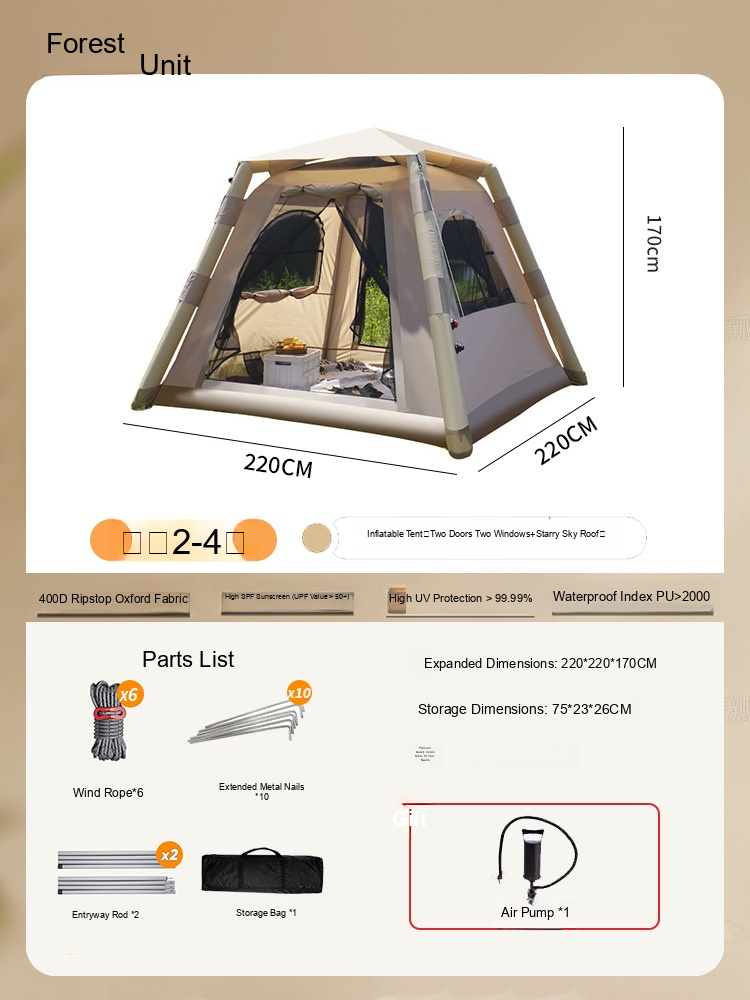 Forest
Unit
170cm
220CM
220CM
2-4
Inflatable Tent□Two Doors Two Windows+Starry Sky Roof□
400D Ripstop Oxford Fabric
High SPF Sunscreen (UPF Value> 50+)
High UV Protection > 99.99%
Waterproof Index PU>2000
Parts List
Expanded Dimensions: 220*220*170CM
Storage Dimensions: 75*23*26CM
x6
x10
Wind Rope*6
Extended Metal Nails
*10
Gift
x2
Entryway Rod *2
Storage Bag *1
Air Pump *1